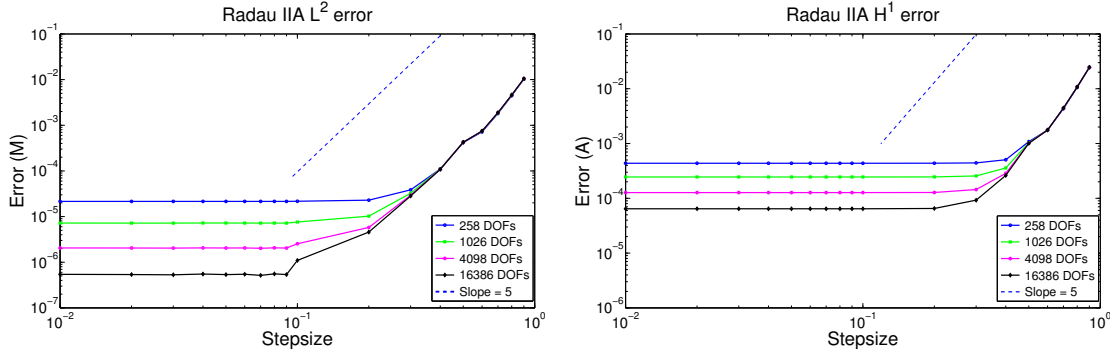 Radau IIA L² error
Error (M)
10⁻¹
10⁻²
10⁻³
10⁻⁴
10⁻⁵
10⁻⁶
10⁻⁷
10⁻²
10⁻¹
10⁰
Stepsize
258 DOFs
1026 DOFs
4098 DOFs
16386 DOFs
Slope = 5
Radau IIA H¹ error
Error (A)
10⁻¹
10⁻²
10⁻³
10⁻⁴
10⁻⁵
10⁻⁶
10⁻²
10⁻¹
10⁰
Stepsize
258 DOFs
1026 DOFs
4098 DOFs
16386 DOFs
Slope = 5